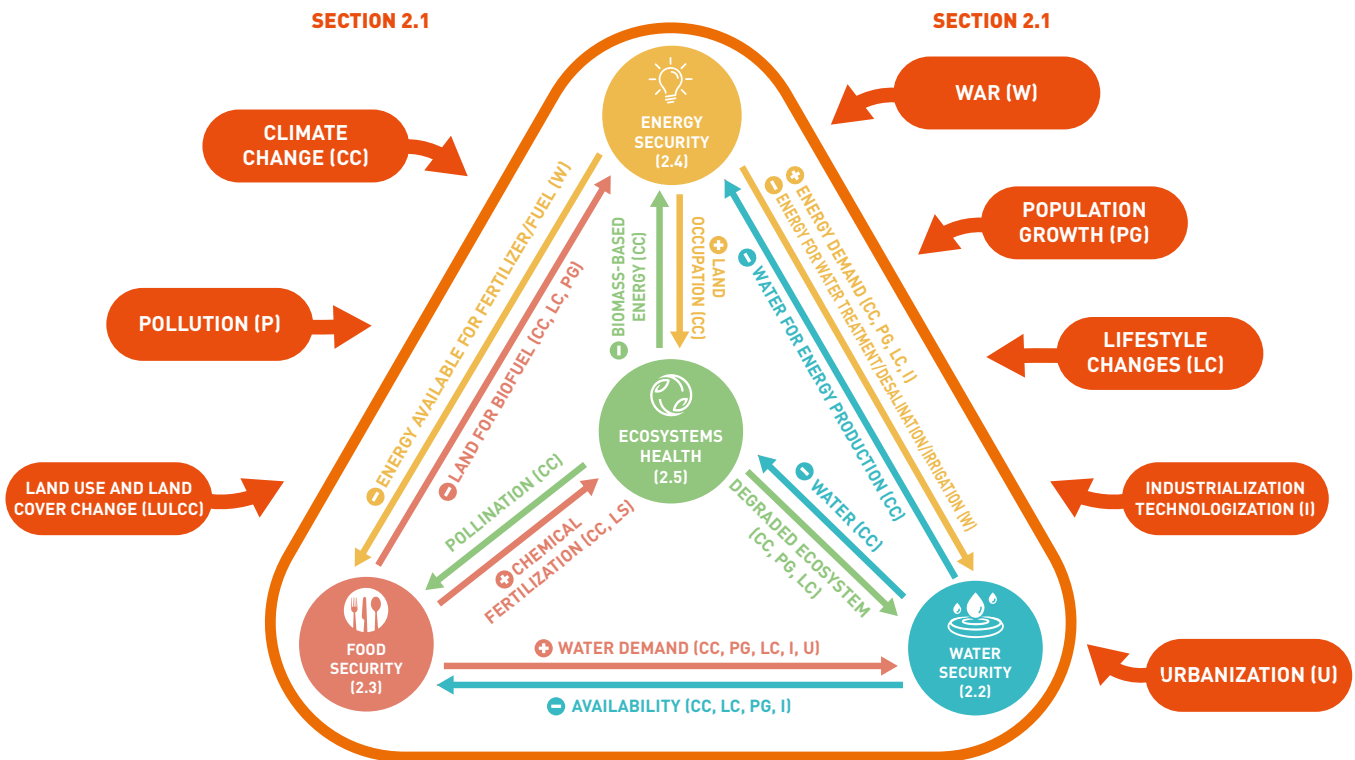 SECTION 2.1
SECTION 2.1
CLIMATE
CHANGE (CC)
POLLUTION (P)
LAND USE AND LAND
COVER CHANGE (LULCC)
WAR (W)
POPULATION
GROWTH (PG)
LIFESTYLE
CHANGES (LC)
INDUSTRIALIZATION
TECHNOLOGIZATION (I)
URBANIZATION (U)
ENERGY
SECURITY
(2.4)
ENERGY AVAILABLE FOR FERTILIZER/FUEL (W)
LAND FOR BIOFUEL (CC, LC, PG)
BIOMASS-BASED
ENERGY (CC)
LAND
OCCUPATION (CC)
WATER FOR ENERGY PRODUCTION (CC)
ENERGY DEMAND (CC, PG, LC, I)
ENERGY FOR WATER TREATMENT/DESALINATION/IRRIGATION (W)
ECOSYSTEMS
HEALTH
(2.5)
POLLINATION (CC)
CHEMICAL
FERTILIZATION (CC, LS)
WATER (CC)
DEGRADED ECOSYSTEM
(CC, PG, LC)
FOOD
SECURITY
(2.3)
WATER DEMAND (CC, PG, LC, I, U)
AVAILABILITY (CC, LC, PG, I)
WATER
SECURITY
(2.2)